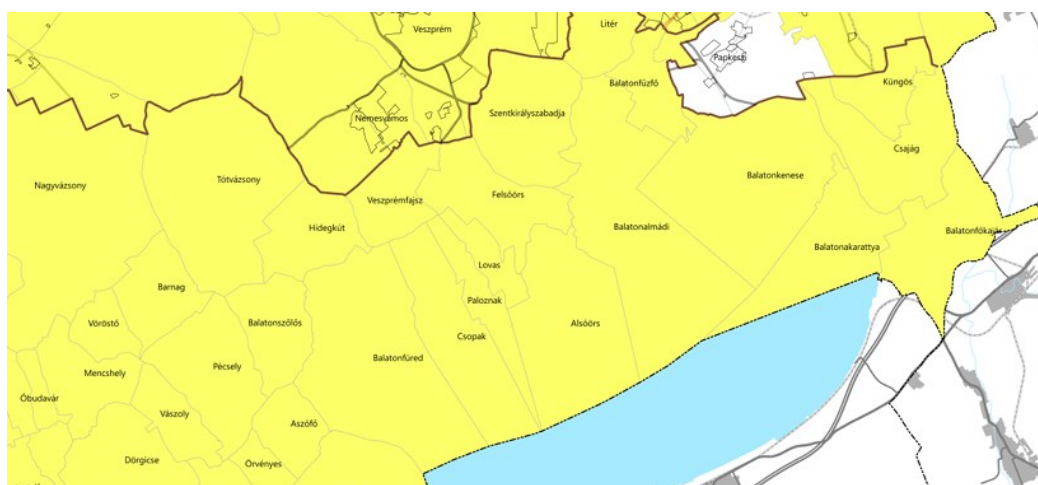 Veszprém
Litér
Papkeszi
Balatonfűzfő
Küngös
Nemesvámos
Szentkirályszabadja
Csajág
Nagyvázsony
Tótvázsony
Balatonkenese
Veszprémfajsz
Felsőörs
Hidegkút
Balatonalmádi
Balatonfőkajár
Balatonakarattya
Lovas
Barnag
Paloznak
Vöröstó
Balatonszőlős
Alsóörs
Csopak
Balatonfüred
Pécsely
Mencshely
Óbudavár
Vászoly
Aszófő
Dörgicse
Örvényes